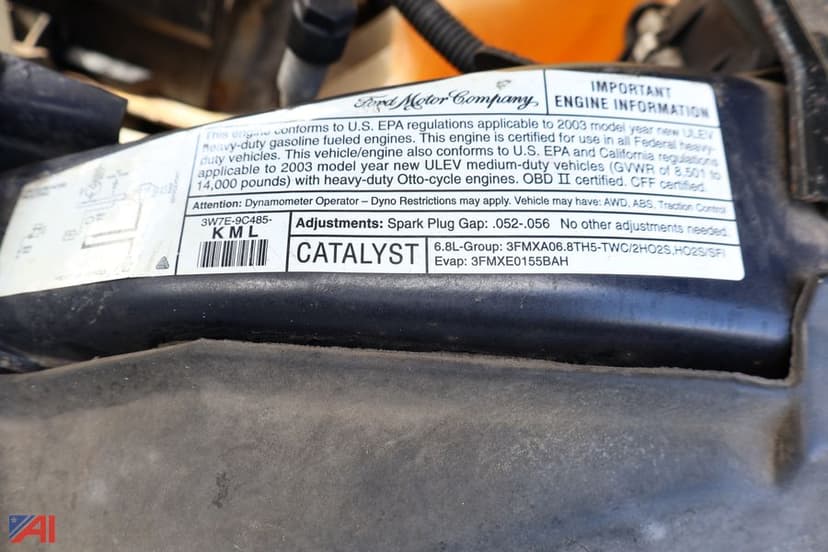 Ford Motor Company
IMPORTANT
ENGINE INFORMATION
This engine conforms to U.S. EPA regulations applicable to 2003 model year new ULEV
heavy-duty gasoline fueled engines. This engine is certified for use in all Federal heavy-
duty vehicles. This vehicle/engine also conforms to U.S. EPA and California regulations
applicable to 2003 model year new ULEV medium-duty vehicles (GVWR of 8,501 to
14,000 pounds) with heavy-duty Otto-cycle engines. OBD II certified. CFF certified.
Attention: Dynamometer Operator – Dyno Restrictions may apply. Vehicle may have: AWD, ABS, Traction Control
3W7E-9C485-
KML
Adjustments: Spark Plug Gap: .052-.056 No other adjustments needed.
CATALYST
6.8L-Group: 3FMXA06.8TH5-TWC/2HO2S,HO2S/SFI
Evap: 3FMXE0155BAH
AI